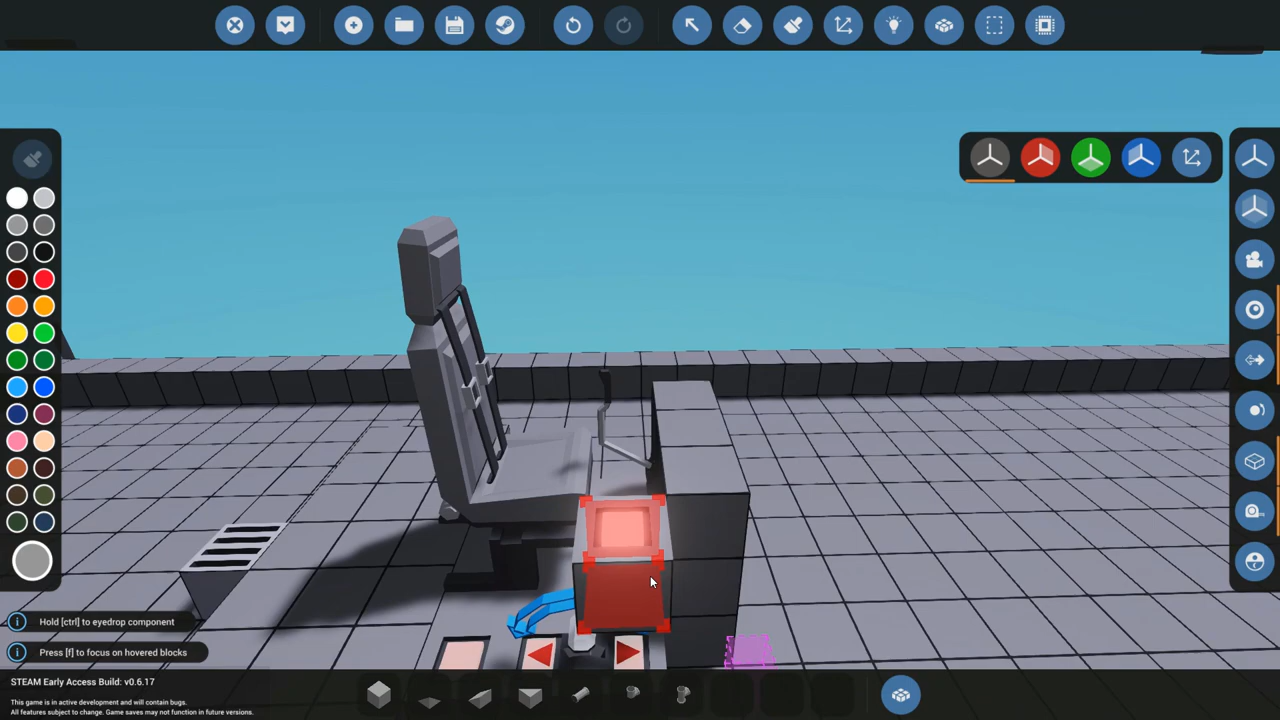 Hold [ctrl] to eyedrop component
Press [f] to focus on hovered blocks
STEAM Early Access Build: v0.6.17
This game is in active development and will contain bugs.
All features subject to change. Game saves may not function in future versions.